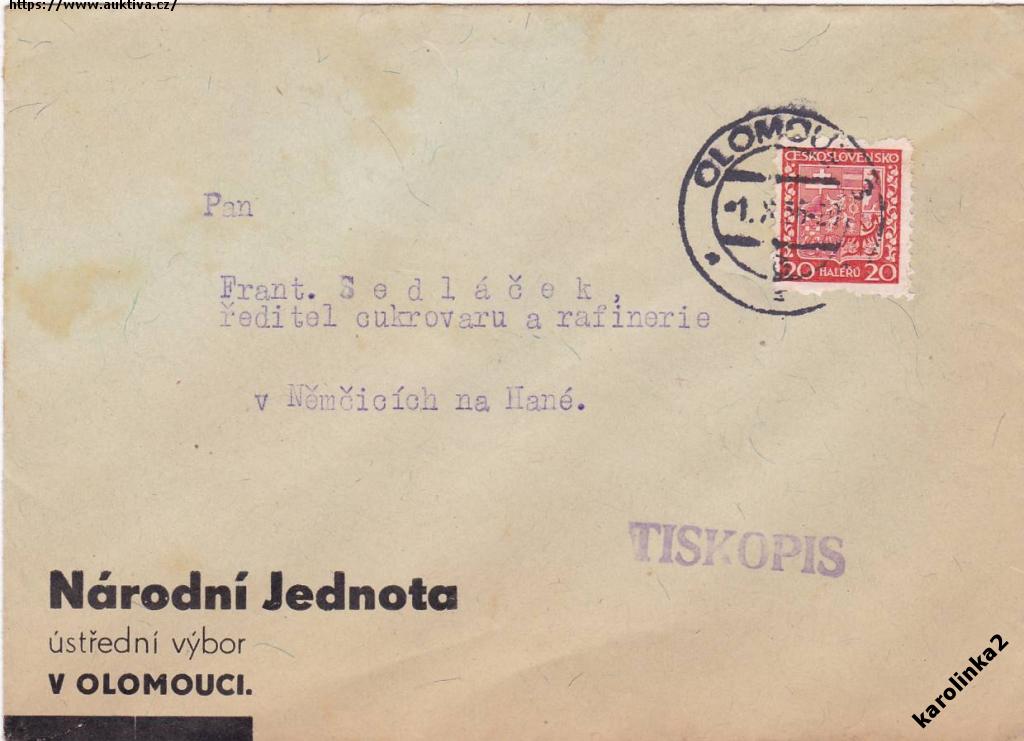 https://www.auktiva.cz/
OLOMOUC
ČESKOSLOVENSKO
20 HALÉŘŮ 20
Pan
Frant. Sedláček,
ředitel cukrovaru a rafinerie
v Němčicích na Hané.
TISKOPIS
Národní Jednota
ústřední výbor
V OLOMOUCI.
karolinka2